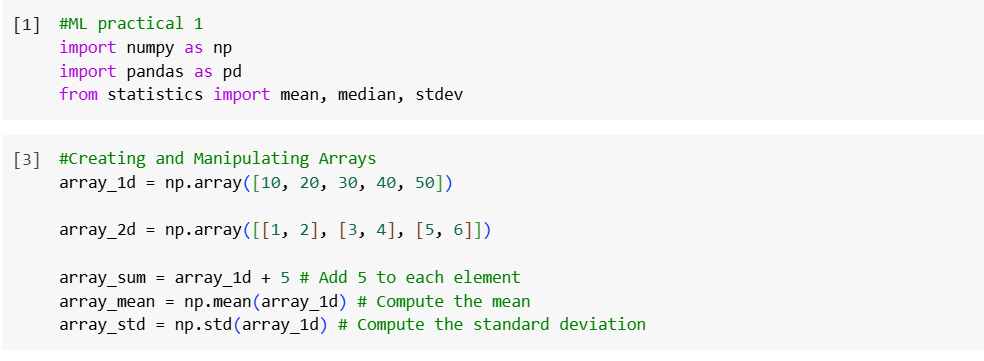 [1] #ML practical 1
import numpy as np
import pandas as pd
from statistics import mean, median, stdev
[3] #Creating and Manipulating Arrays
array_1d = np.array([10, 20, 30, 40, 50])
array_2d = np.array([[1, 2], [3, 4], [5, 6]])
array_sum = array_1d + 5 # Add 5 to each element
array_mean = np.mean(array_1d) # Compute the mean
array_std = np.std(array_1d) # Compute the standard deviation